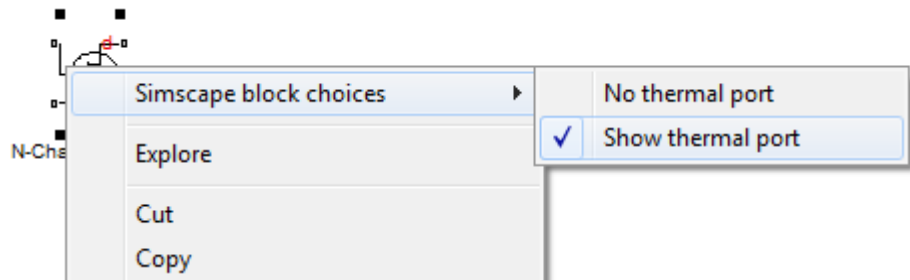 d
Simscape block choices
No thermal port
Show thermal port
N-Cha
Explore
Cut
Copy